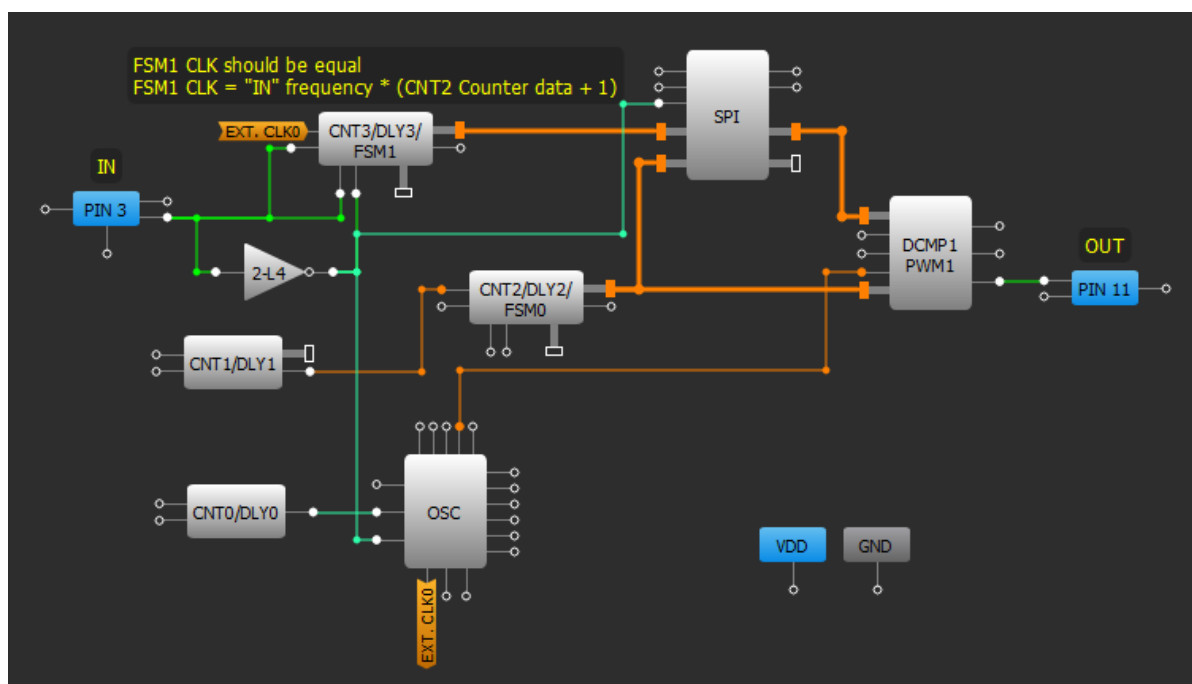 FSM1 CLK should be equal
FSM1 CLK = "IN" frequency * (CNT2 Counter data + 1)
EXT. CLK0
CNT3/DLY3/
FSM1
SPI
IN
PIN 3
2-L4
CNT2/DLY2/
FSM0
DCMP1
PWM1
OUT
PIN 11
CNT1/DLY1
CNT0/DLY0
OSC
EXT. CLK0
VDD
GND